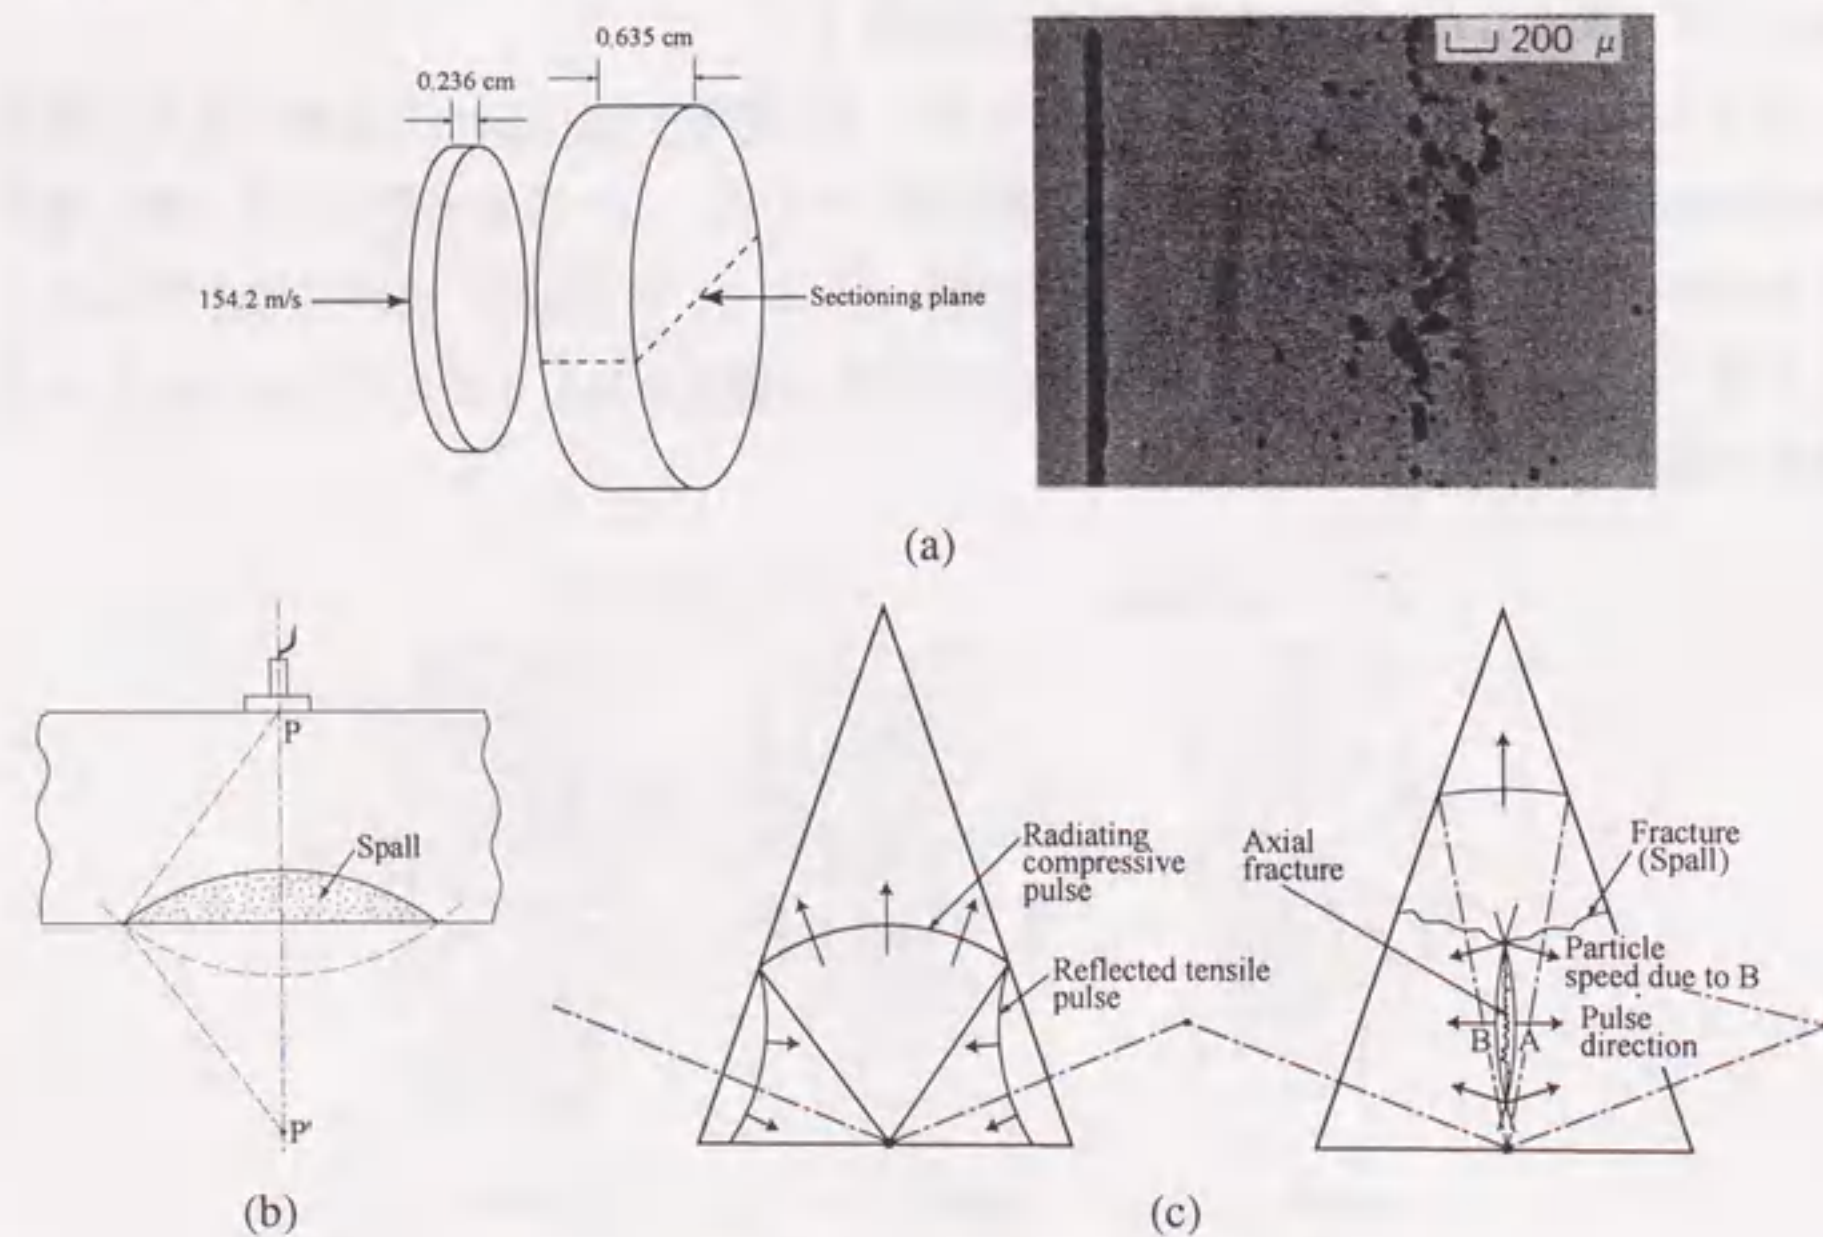 0.635 cm
0.236 cm
200 μ
154.2 m/s
Sectioning plane
(a)
P
Spall
P'
(b)
Radiating
compressive
pulse
Reflected tensile
pulse
Axial
fracture
Fracture
(Spall)
Particle
speed due to B
B
A
Pulse
direction
(c)